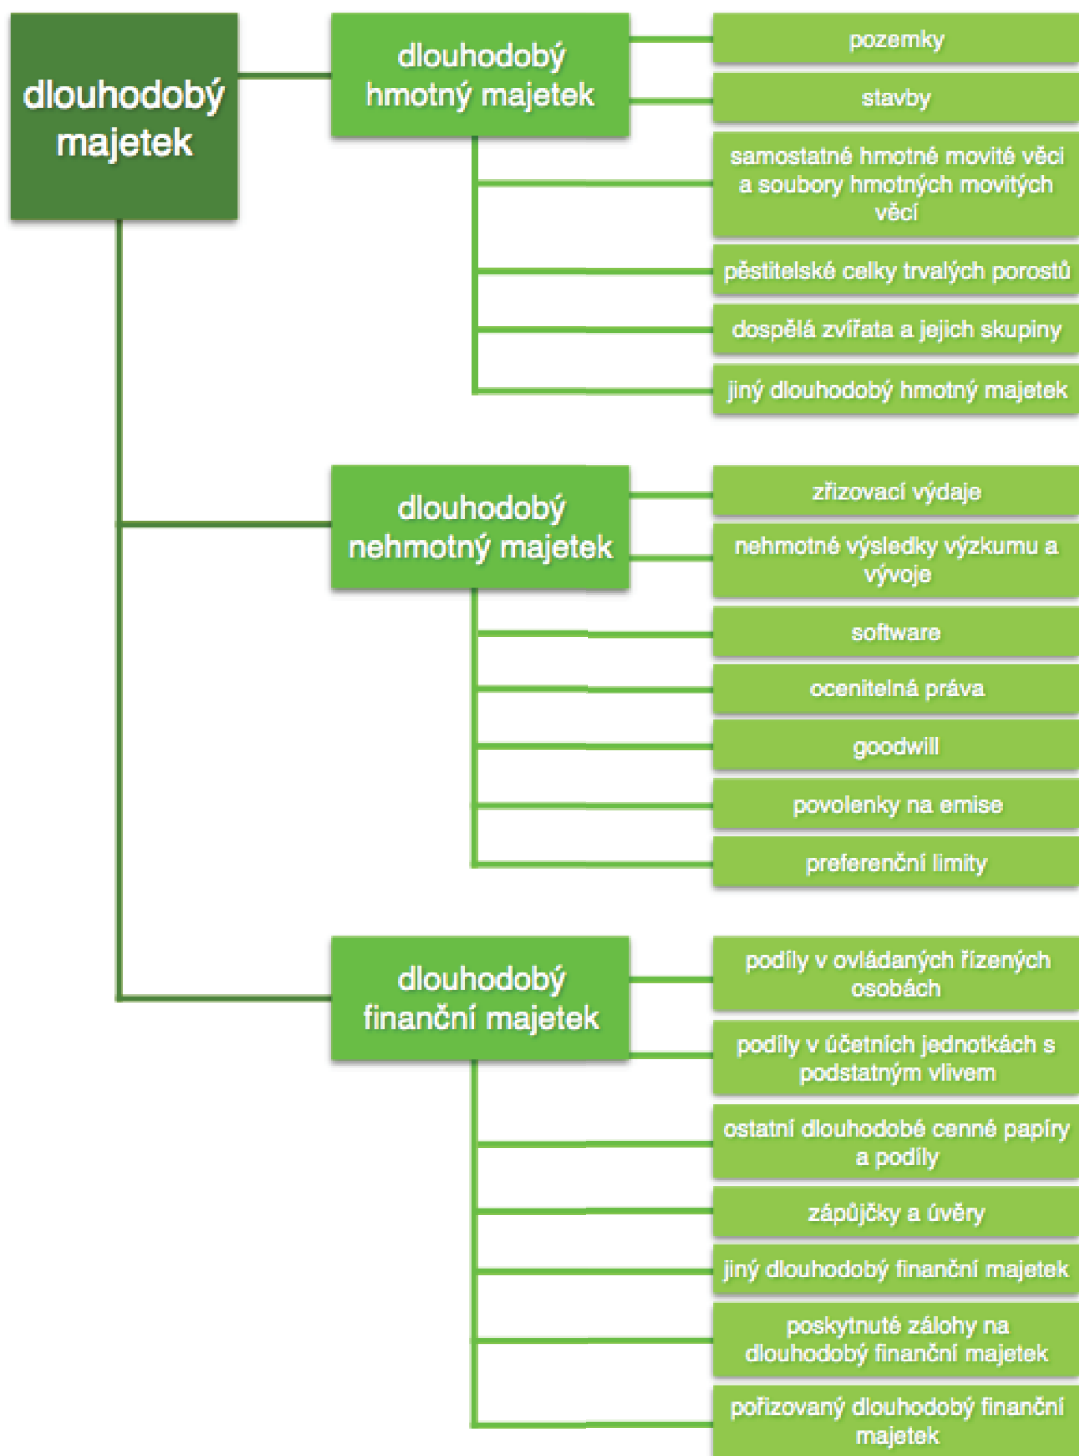 dlouhodobý
majetek
dlouhodobý
hmotný majetek
pozemky
stavby
samostatné hmotné movité věci
a soubory hmotných movitých
věcí
pěstitelské celky trvalých porostů
dospělá zvířata a jejich skupiny
jiný dlouhodobý hmotný majetek
dlouhodobý
nehmotný majetek
zřizovací výdaje
nehmotné výsledky výzkumu a
vývoje
software
ocenitelná práva
goodwill
povolenky na emise
preferenční limity
dlouhodobý
finanční majetek
podíly v ovládaných řízených
osobách
podíly v účetních jednotkách s
podstatným vlivem
ostatní dlouhodobé cenné papíry
a podíly
zápůjčky a úvěry
jiný dlouhodobý finanční majetek
poskytnuté zálohy na
dlouhodobý finanční majetek
pořizovaný dlouhodobý finanční
majetek